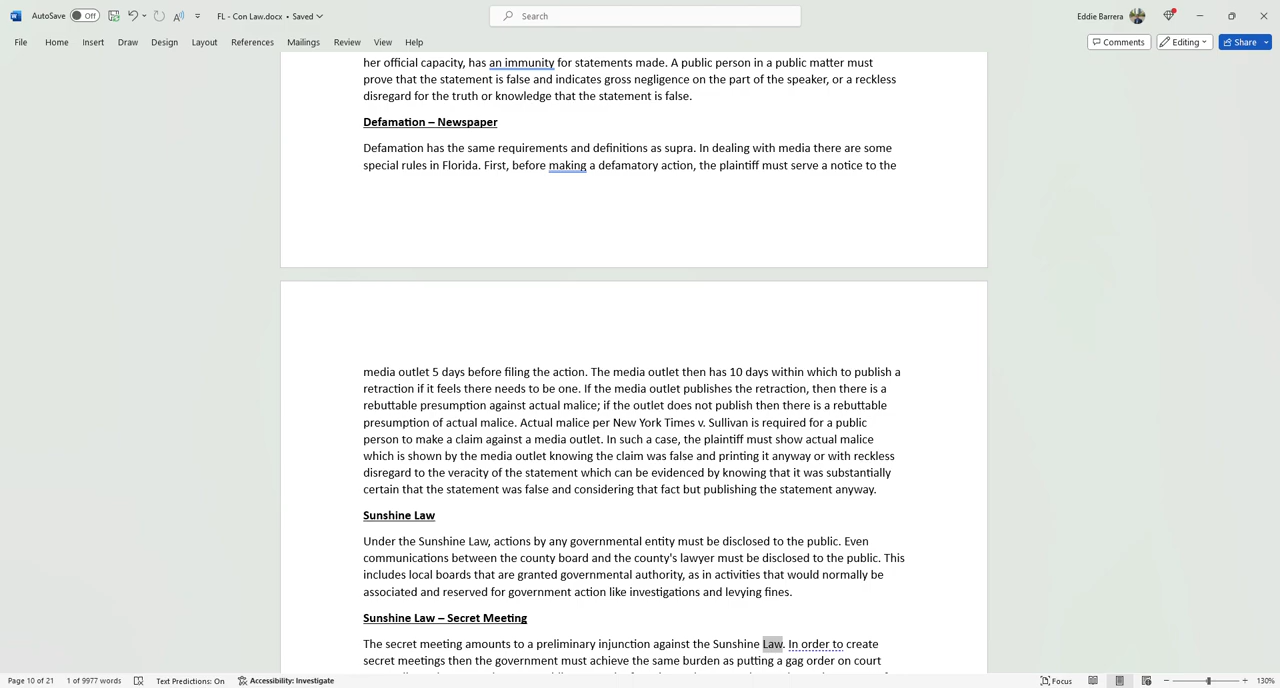 AutoSave Off FL - Con Law.docx • Saved Search Eddie Barrera
File Home Insert Draw Design Layout References Mailings Review View Help Comments Editing Share
her official capacity, has an immunity for statements made. A public person in a public matter must
prove that the statement is false and indicates gross negligence on the part of the speaker, or a reckless
disregard for the truth or knowledge that the statement is false.
Defamation – Newspaper
Defamation has the same requirements and definitions as supra. In dealing with media there are some
special rules in Florida. First, before making a defamatory action, the plaintiff must serve a notice to the
media outlet 5 days before filing the action. The media outlet then has 10 days within which to publish a
retraction if it feels there needs to be one. If the media outlet publishes the retraction, then there is a
rebuttable presumption against actual malice; if the outlet does not publish then there is a rebuttable
presumption of actual malice. Actual malice per New York Times v. Sullivan is required for a public
person to make a claim against a media outlet. In such a case, the plaintiff must show actual malice
which is shown by the media outlet knowing the claim was false and printing it anyway or with reckless
disregard to the veracity of the statement which can be evidenced by knowing that it was substantially
certain that the statement was false and considering that fact but publishing the statement anyway.
Sunshine Law
Under the Sunshine Law, actions by any governmental entity must be disclosed to the public. Even
communications between the county board and the county's lawyer must be disclosed to the public. This
includes local boards that are granted governmental authority, as in activities that would normally be
associated and reserved for government action like investigations and levying fines.
Sunshine Law – Secret Meeting
The secret meeting amounts to a preliminary injunction against the Sunshine Law. In order to create
secret meetings then the government must achieve the same burden as putting a gag order on court
Page 10 of 21 1 of 9977 words Text Predictions: On Accessibility: Investigate Focus 130%